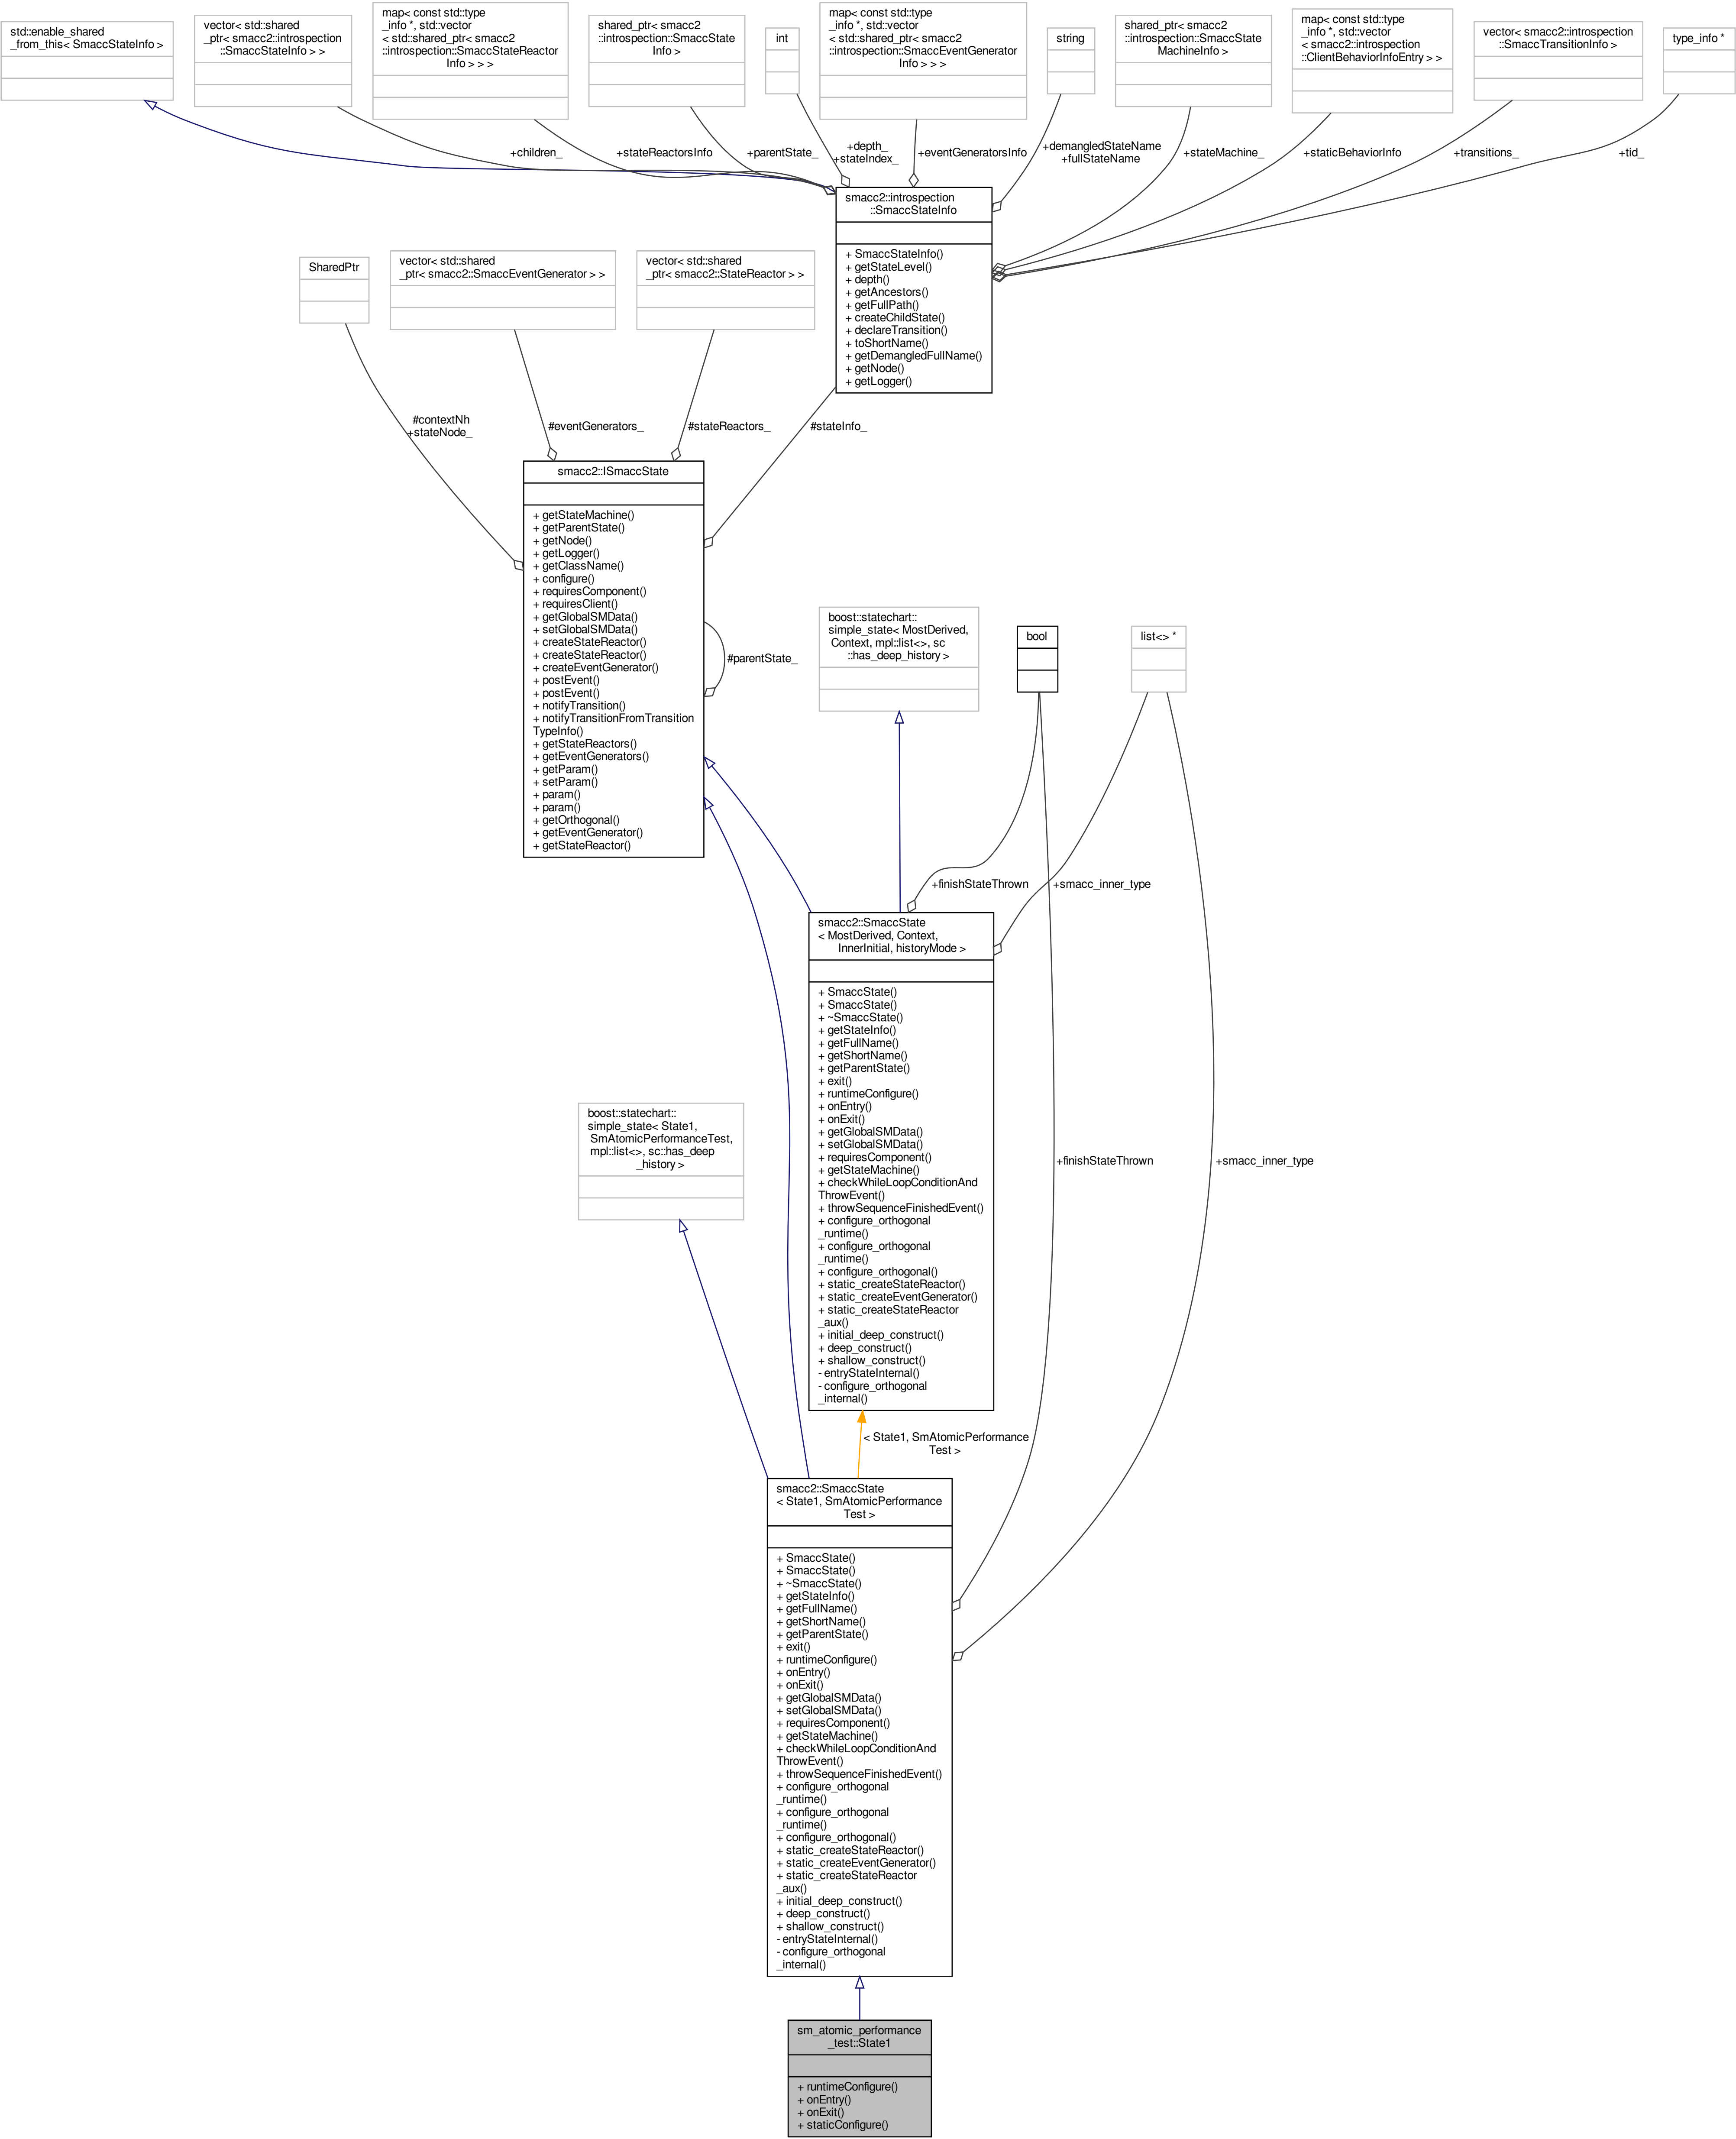 std::enable_shared
_from_this< SmaccStateInfo >
vector< std::shared
_ptr< smacc2::introspection
::SmaccStateInfo > >
map< const std::type
_info *, std::vector
< std::shared_ptr< smacc2
::introspection::SmaccStateReactor
Info > > >
shared_ptr< smacc2
::introspection::SmaccState
Info >
int
map< const std::type
_info *, std::vector
< std::shared_ptr< smacc2
::introspection::SmaccEventGenerator
Info > > >
string
shared_ptr< smacc2
::introspection::SmaccState
MachineInfo >
map< const std::type
_info *, std::vector
< smacc2::introspection
::ClientBehaviorInfoEntry > >
vector< smacc2::introspection
::SmaccTransitionInfo >
type_info *
+children_
+stateReactorsInfo
+parentState_
+depth_
+stateIndex_
+eventGeneratorsInfo
+demangledStateName
+fullStateName
+stateMachine_
+staticBehaviorInfo
+transitions_
+tid_
smacc2::introspection
::SmaccStateInfo
+ SmaccStateInfo()
+ getStateLevel()
+ depth()
+ getAncestors()
+ getFullPath()
+ createChildState()
+ declareTransition()
+ toShortName()
+ getDemangledFullName()
+ getNode()
+ getLogger()
SharedPtr
vector< std::shared
_ptr< smacc2::SmaccEventGenerator > >
vector< std::shared
_ptr< smacc2::StateReactor > >
#contextNh
+stateNode_
#eventGenerators_
#stateReactors_
#stateInfo_
smacc2::ISmaccState
+ getStateMachine()
+ getParentState()
+ getNode()
+ getLogger()
+ getClassName()
+ configure()
+ requiresComponent()
+ requiresClient()
+ getGlobalSMData()
+ setGlobalSMData()
+ createStateReactor()
+ createStateReactor()
+ createEventGenerator()
+ postEvent()
+ postEvent()
+ notifyTransition()
+ notifyTransitionFromTransition
TypeInfo()
+ getStateReactors()
+ getEventGenerators()
+ getParam()
+ setParam()
+ param()
+ param()
+ getOrthogonal()
+ getEventGenerator()
+ getStateReactor()
#parentState_
boost::statechart::
simple_state< MostDerived,
Context, mpl::list<>, sc
::has_deep_history >
bool
list<> *
+finishStateThrown
+smacc_inner_type
smacc2::SmaccState
< MostDerived, Context,
InnerInitial, historyMode >
+ SmaccState()
+ SmaccState()
+ ~SmaccState()
+ getStateInfo()
+ getFullName()
+ getShortName()
+ getParentState()
+ exit()
+ runtimeConfigure()
+ onEntry()
+ onExit()
+ getGlobalSMData()
+ setGlobalSMData()
+ requiresComponent()
+ getStateMachine()
+ checkWhileLoopConditionAnd
ThrowEvent()
+ throwSequenceFinishedEvent()
+ configure_orthogonal
_runtime()
+ configure_orthogonal
_runtime()
+ configure_orthogonal()
+ static_createStateReactor()
+ static_createEventGenerator()
+ static_createStateReactor
_aux()
+ initial_deep_construct()
+ deep_construct()
+ shallow_construct()
- entryStateInternal()
- configure_orthogonal
_internal()
boost::statechart::
simple_state< State1,
SmAtomicPerformanceTest,
mpl::list<>, sc::has_deep
_history >
+finishStateThrown
+smacc_inner_type
< State1, SmAtomicPerformance
Test >
smacc2::SmaccState
< State1, SmAtomicPerformance
Test >
+ SmaccState()
+ SmaccState()
+ ~SmaccState()
+ getStateInfo()
+ getFullName()
+ getShortName()
+ getParentState()
+ exit()
+ runtimeConfigure()
+ onEntry()
+ onExit()
+ getGlobalSMData()
+ setGlobalSMData()
+ requiresComponent()
+ getStateMachine()
+ checkWhileLoopConditionAnd
ThrowEvent()
+ throwSequenceFinishedEvent()
+ configure_orthogonal
_runtime()
+ configure_orthogonal
_runtime()
+ configure_orthogonal()
+ static_createStateReactor()
+ static_createEventGenerator()
+ static_createStateReactor
_aux()
+ initial_deep_construct()
+ deep_construct()
+ shallow_construct()
- entryStateInternal()
- configure_orthogonal
_internal()
sm_atomic_performance
_test::State1
+ runtimeConfigure()
+ onEntry()
+ onExit()
+ staticConfigure()